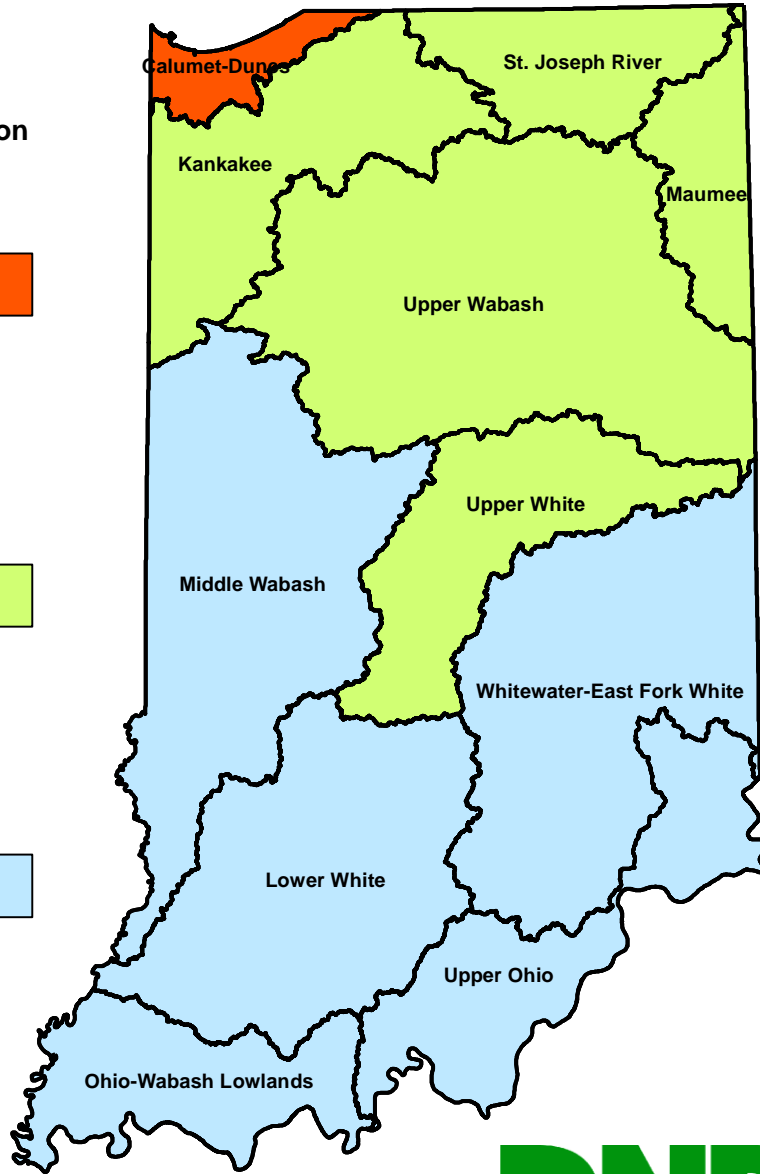 Calumet-Dunes
St. Joseph River
on
Kankakee
Maumee
Upper Wabash
Upper White
Middle Wabash
Whitewater-East Fork White
Lower White
Upper Ohio
Ohio-Wabash Lowlands